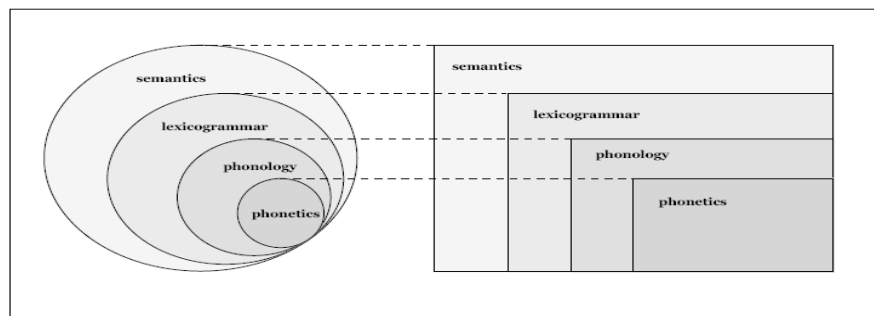 semantics
lexicogrammar
phonology
phonetics
semantics
lexicogrammar
phonology
phonetics